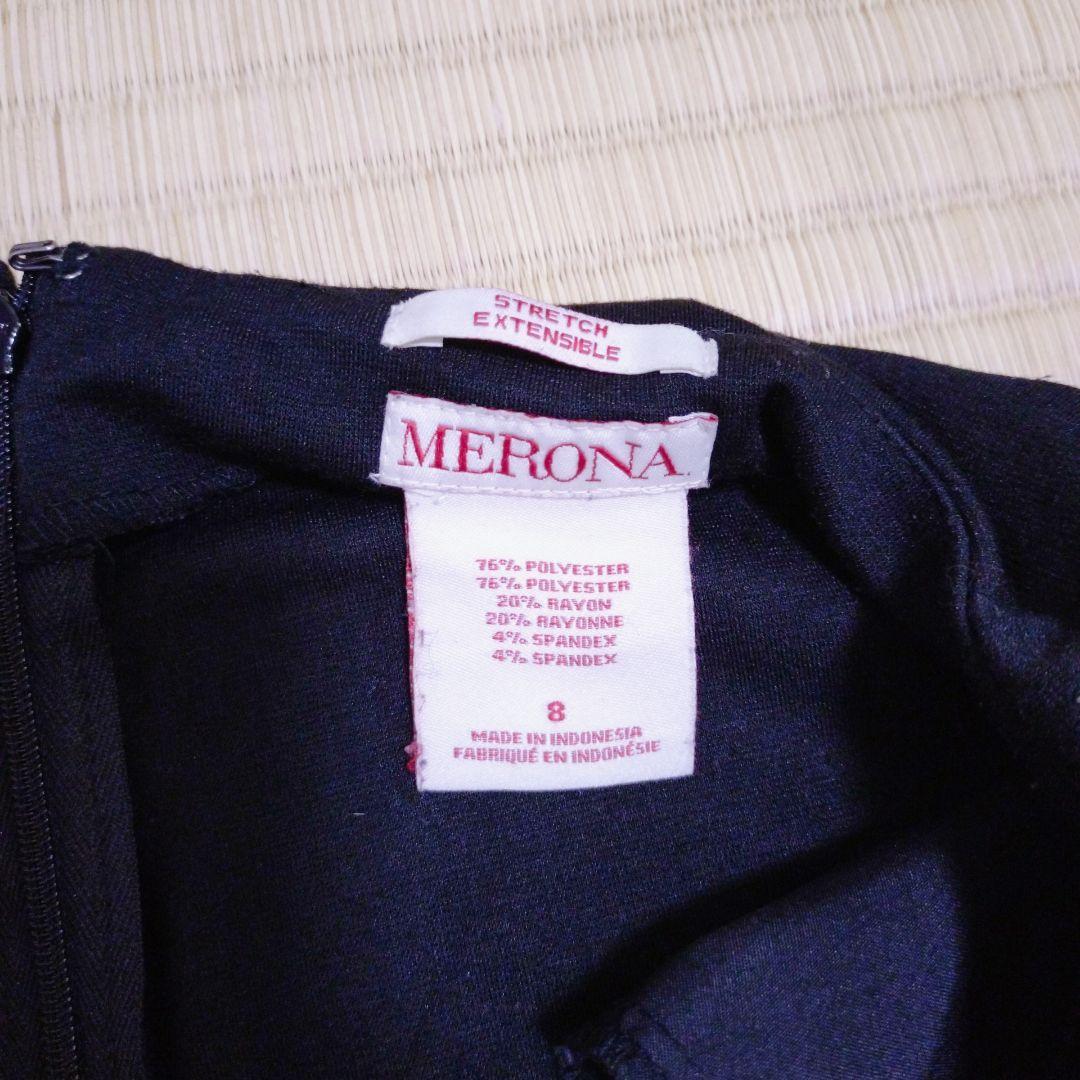 STRETCH
EXTENSIBLE
MERONA
76% POLYESTER
76% POLYESTER
20% RAYON
20% RAYONNE
4% SPANDEX
4% SPANDEX
8
MADE IN INDONESIA
FABRIQUÉ EN INDONÉSIE